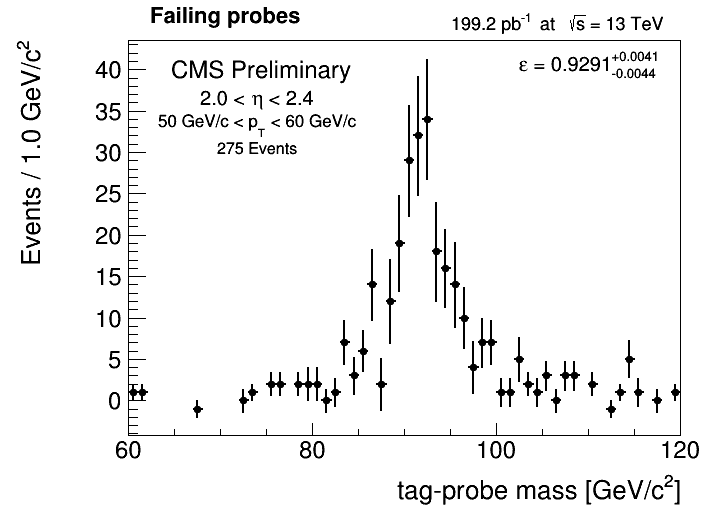 Failing probes
199.2 pb⁻¹ at √s = 13 TeV
CMS Preliminary
2.0 < η < 2.4
50 GeV/c < p_T < 60 GeV/c
275 Events
ε = 0.9291 +0.0041 -0.0044
Events / 1.0 GeV/c²
40
35
30
25
20
15
10
5
0
60 80 100 120
tag-probe mass [GeV/c²]